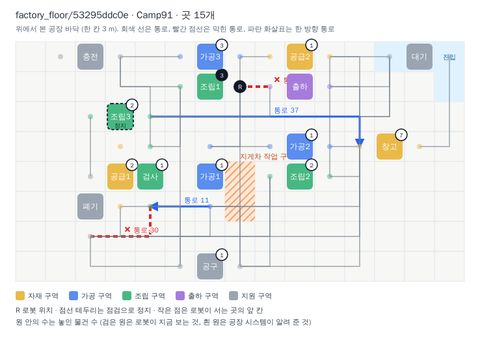 factory_floor/53295ddc0e · Camp91 · 곳 15개
위에서 본 공장 바닥 (한 칸 3 m). 회색 선은 통로, 빨간 점선은 막힌 통로, 파란 화살표는 한 방향 통로
충전
가공3
3
공급2
1
대기
조립1
3
R
출하
조립3
2
정지
통로 37
가공2
1
창고
7
지게차 작업 구
공급1
2
검사
1
가공1
1
조립2
2
폐기
통로 11
통로 30
공구
1
자재 구역
가공 구역
조립 구역
출하 구역
지원 구역
R 로봇 위치 · 점선 테두리는 점검으로 정지 · 작은 점은 로봇이 서는 곳의 앞 칸
원 안의 수는 놓인 물건 수 (검은 원은 로봇이 지금 보는 것, 흰 원은 공장 시스템이 알려 준 것)